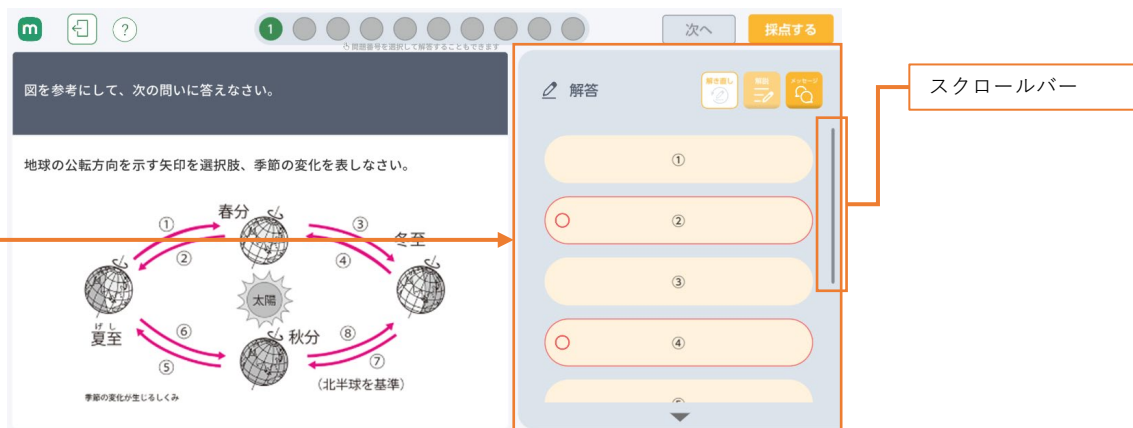 m
?
1
次へ
採点する
問題番号を選択して解答することもできます
図を参考にして、次の問いに答えなさい。
地球の公転方向を示す矢印を選択肢、季節の変化を表しなさい。
春分
①
②
③
④
冬至
太陽
げし
夏至
⑥
⑤
秋分
⑧
⑦
(北半球を基準)
季節の変化が生じるしくみ
解答
解き直し
解説
メッセージ
①
②
③
④
⑤
スクロールバー